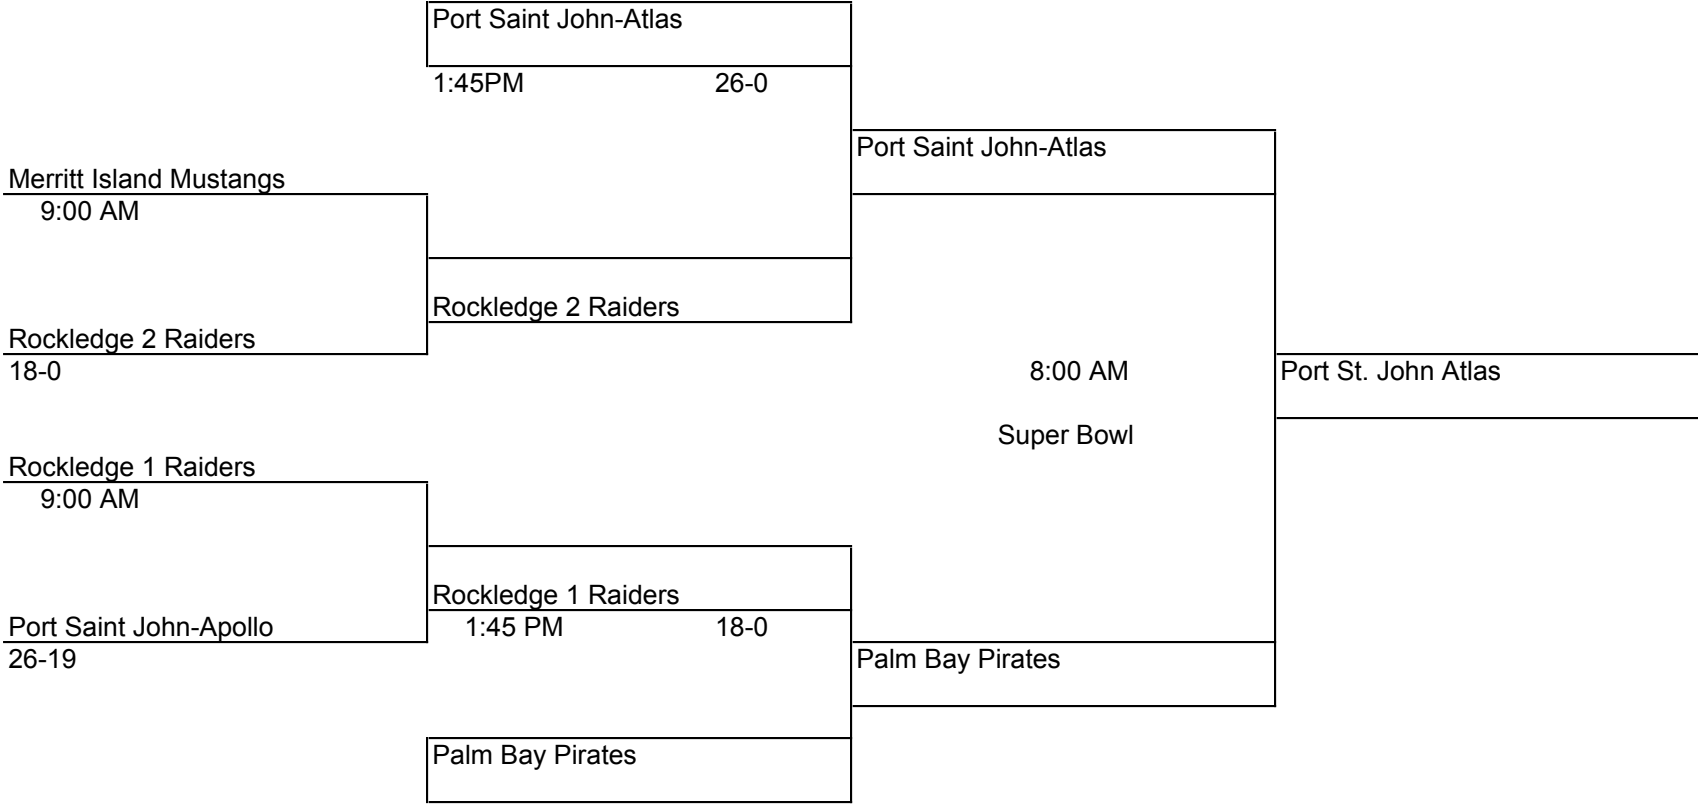 Port Saint John-Atlas
1:45PM 26-0
Port Saint John-Atlas
Merritt Island Mustangs
9:00 AM
Rockledge 2 Raiders
Rockledge 2 Raiders
18-0
8:00 AM
Port St. John Atlas
Super Bowl
Rockledge 1 Raiders
9:00 AM
Rockledge 1 Raiders
Port Saint John-Apollo
1:45 PM 18-0
26-19
Palm Bay Pirates
Palm Bay Pirates